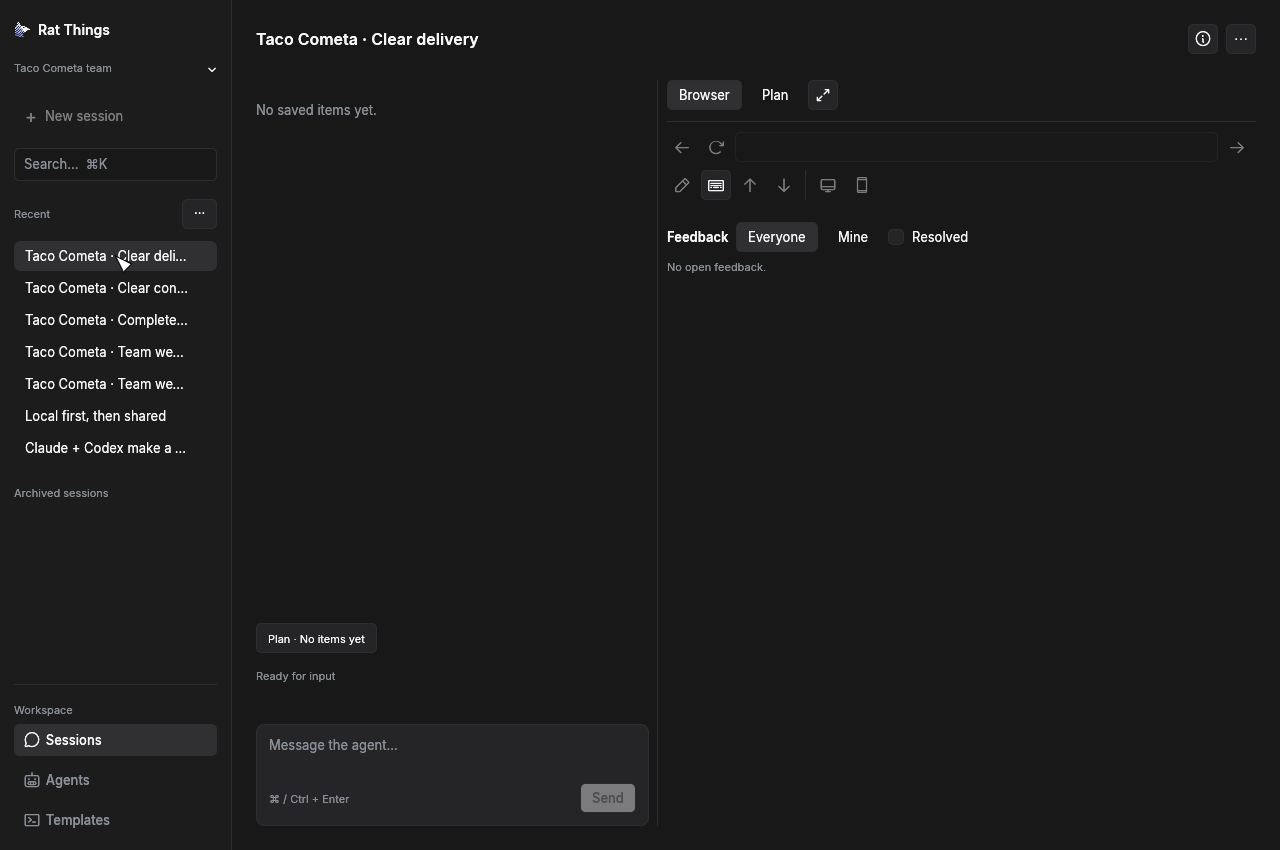 Rat Things
Taco Cometa team
+ New session
Search... ⌘K
Recent
Taco Cometa · Clear deli...
Taco Cometa · Clear con...
Taco Cometa · Complete...
Taco Cometa · Team we...
Taco Cometa · Team we...
Local first, then shared
Claude + Codex make a ...
Archived sessions
Workspace
Sessions
Agents
Templates
Taco Cometa · Clear delivery
No saved items yet.
Plan · No items yet
Ready for input
Message the agent...
⌘ / Ctrl + Enter
Send
Browser Plan
Feedback Everyone Mine Resolved
No open feedback.